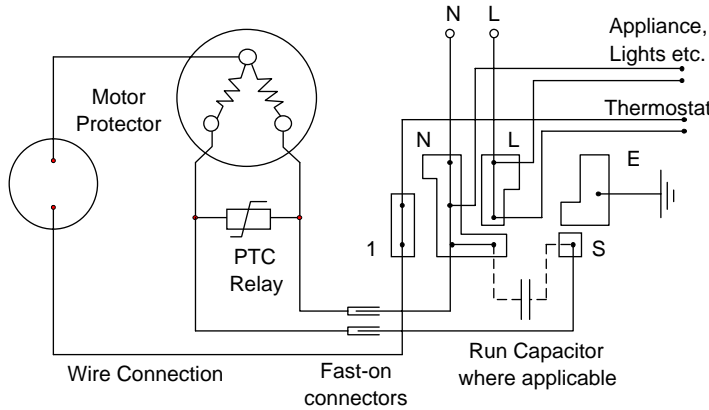 N L
Appliance,
Lights etc.
Motor
Protector
Thermostat
N L
E
1
S
PTC
Relay
Wire Connection
Fast-on
connectors
Run Capacitor
where applicable